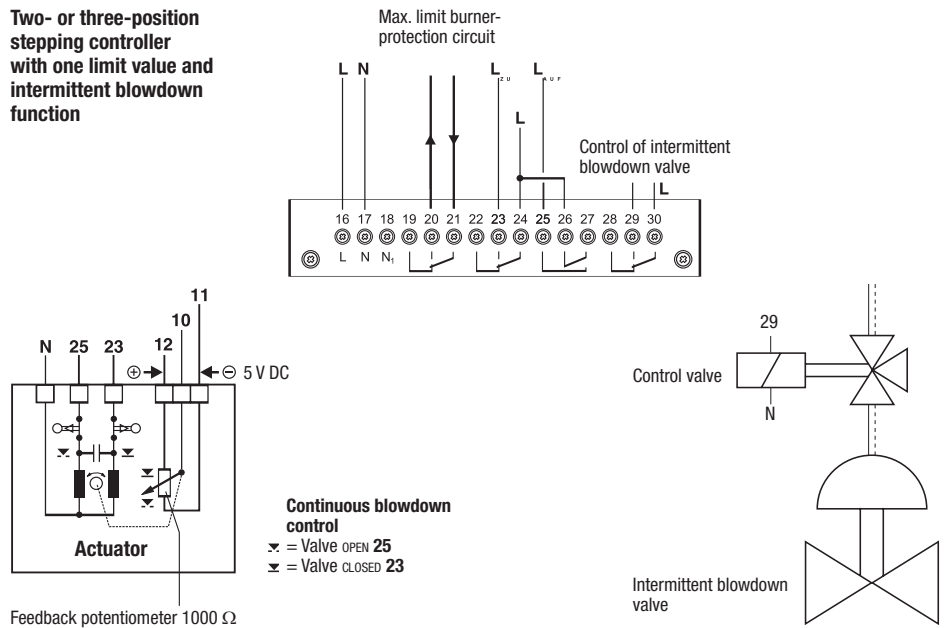 Two- or three-position
stepping controller
with one limit value and
intermittent blowdown
function
Max. limit burner-
protection circuit
L N
L ZU
L AUF
L
Control of intermittent
blowdown valve
L
16 17 18 19 20 21 22 23 24 25 26 27 28 29 30
L N N1
11
10
N 25 23 12
⊕ ⊖ 5 V DC
Actuator
Feedback potentiometer 1000 Ω
Continuous blowdown
control
= Valve OPEN 25
= Valve CLOSED 23
29
Control valve
N
Intermittent blowdown
valve